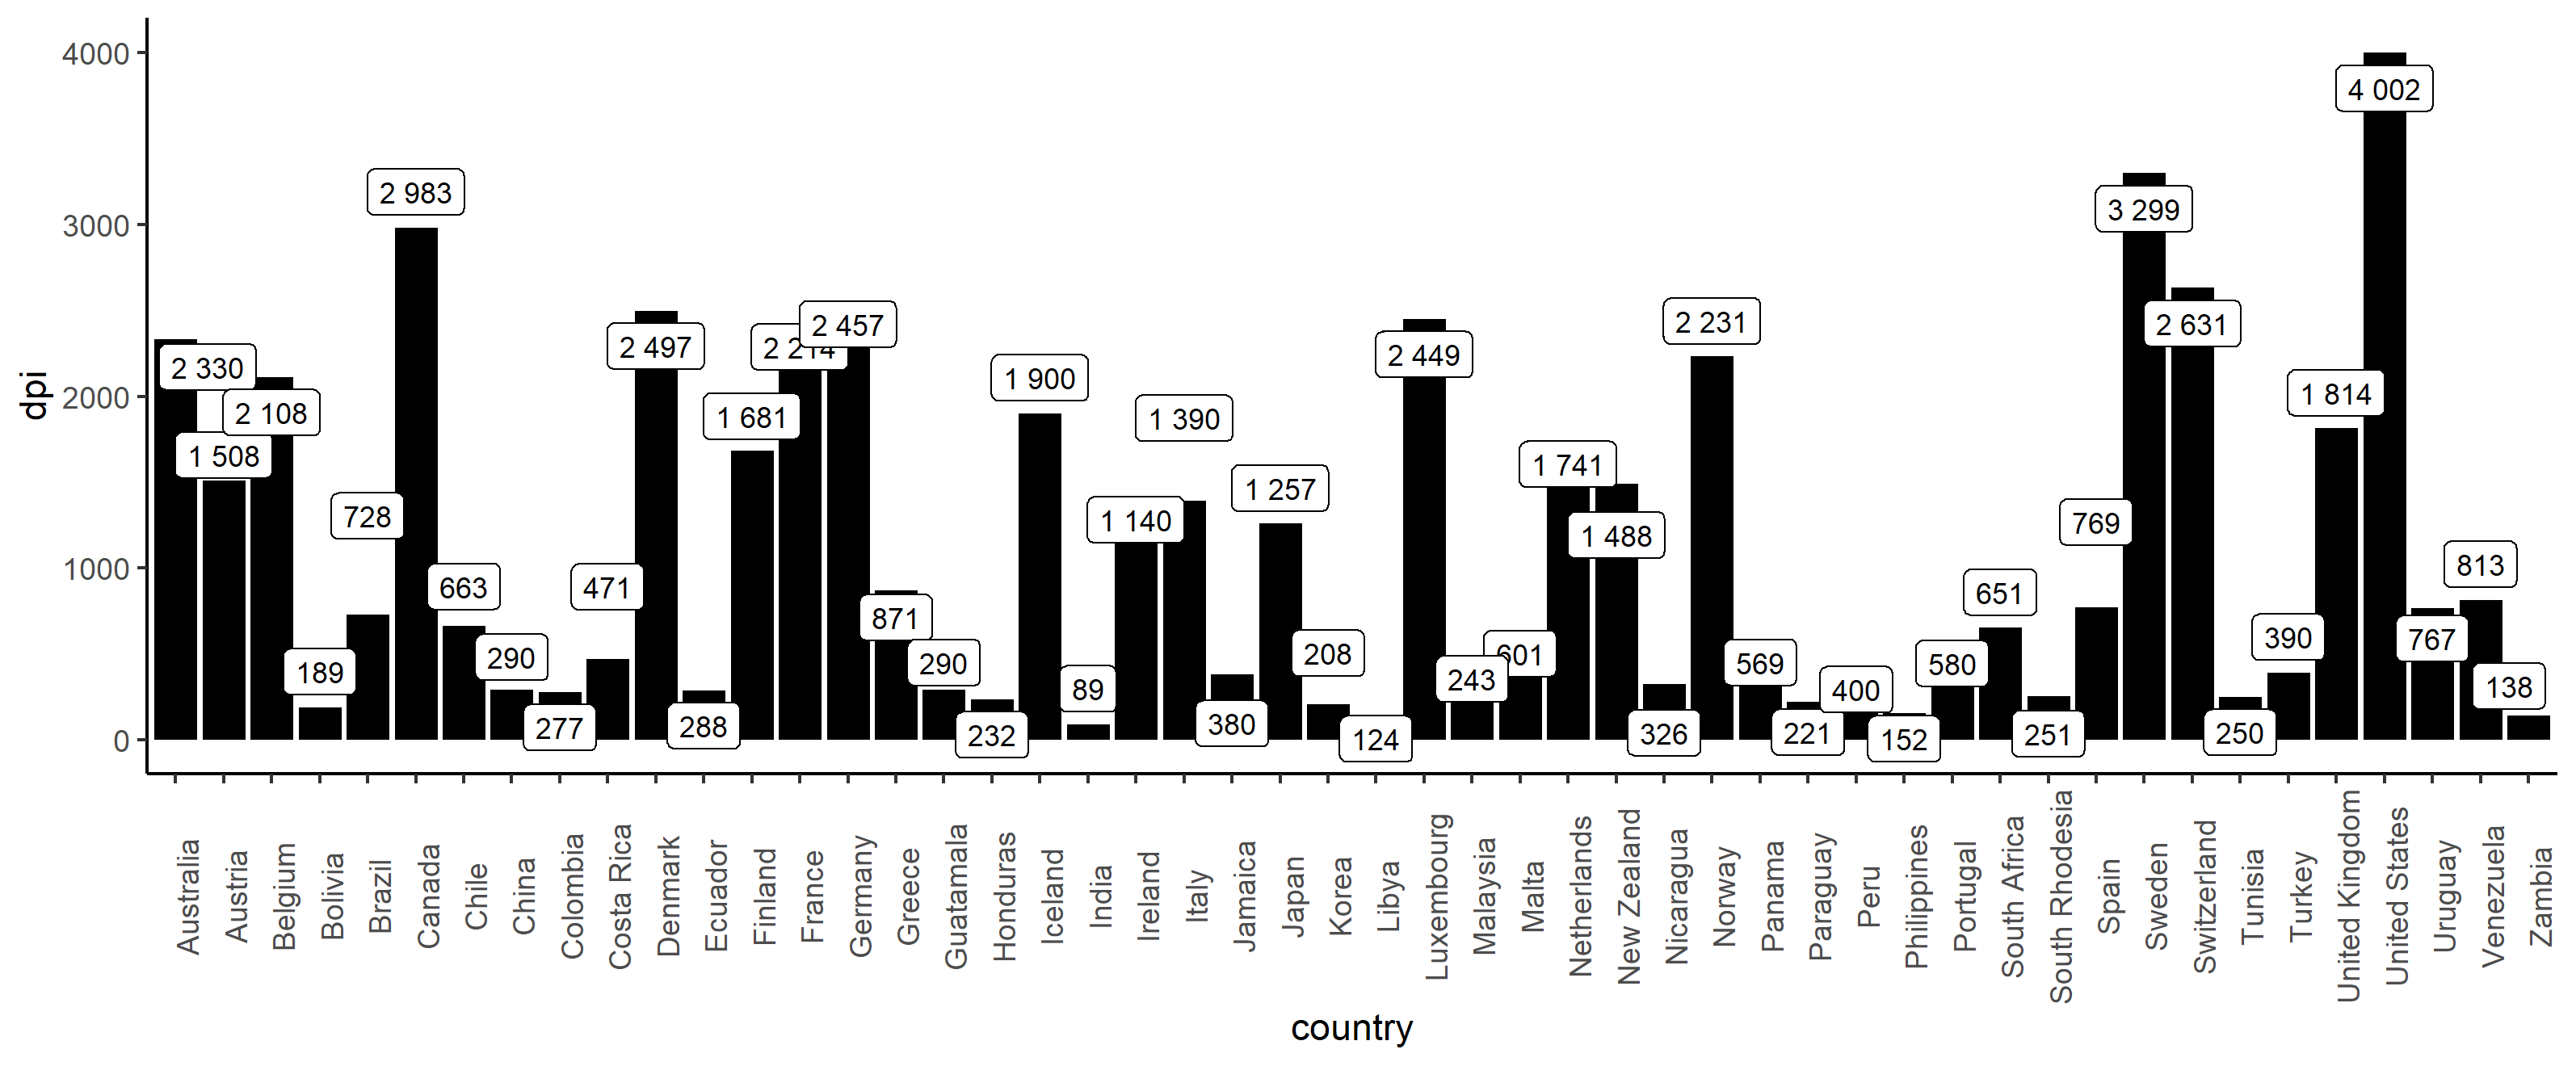 4000
3000
2000
1000
0
dpi
2 330
1 508
2 108
189
728
2 983
663
290
277
471
2 497
288
1 681
2 214
2 457
871
290
232
1 900
89
1 140
1 390
380
1 257
208
124
2 449
243
601
1 741
1 488
326
2 231
569
221
400
152
580
651
251
769
3 299
2 631
250
390
1 814
4 002
767
813
138
Australia
Austria
Belgium
Bolivia
Brazil
Canada
Chile
China
Colombia
Costa Rica
Denmark
Ecuador
Finland
France
Germany
Greece
Guatamala
Honduras
Iceland
India
Ireland
Italy
Jamaica
Japan
Korea
Libya
Luxembourg
Malaysia
Malta
Netherlands
New Zealand
Nicaragua
Norway
Panama
Paraguay
Peru
Philippines
Portugal
South Africa
South Rhodesia
Spain
Sweden
Switzerland
Tunisia
Turkey
United Kingdom
United States
Uruguay
Venezuela
Zambia
country